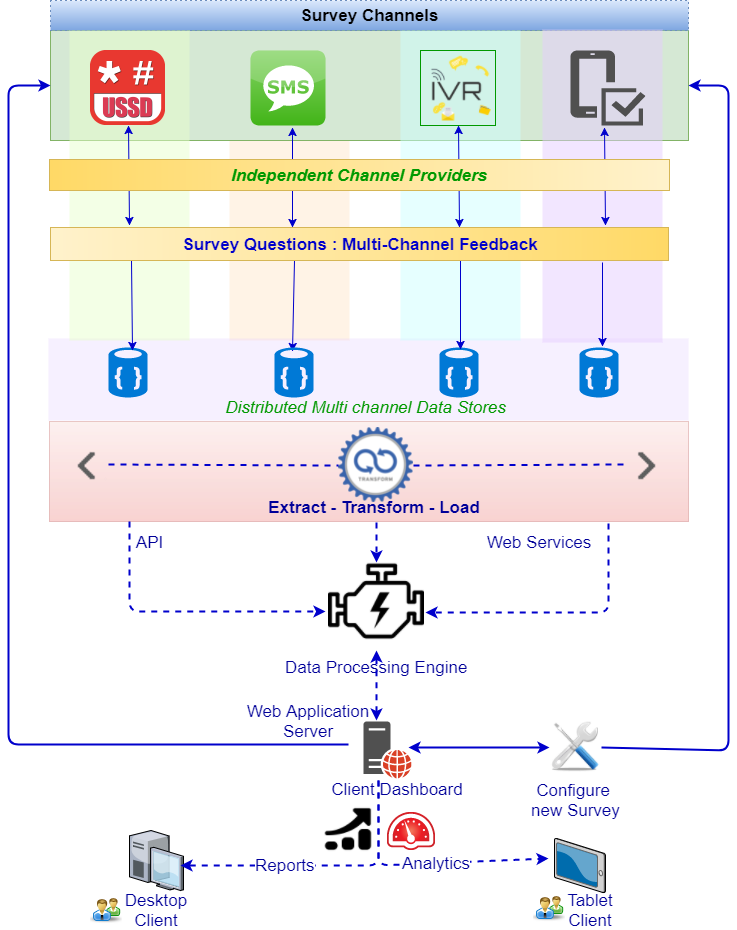 Survey Channels
* #
USSD
SMS
IVR
Independent Channel Providers
Survey Questions : Multi-Channel Feedback
{ }
{ }
{ }
{ }
Distributed Multi channel Data Stores
TRANSFORM
Extract - Transform - Load
API
Web Services
Data Processing Engine
Web Application
Server
Client Dashboard
Configure
new Survey
Reports
Analytics
Desktop
Client
Tablet
Client